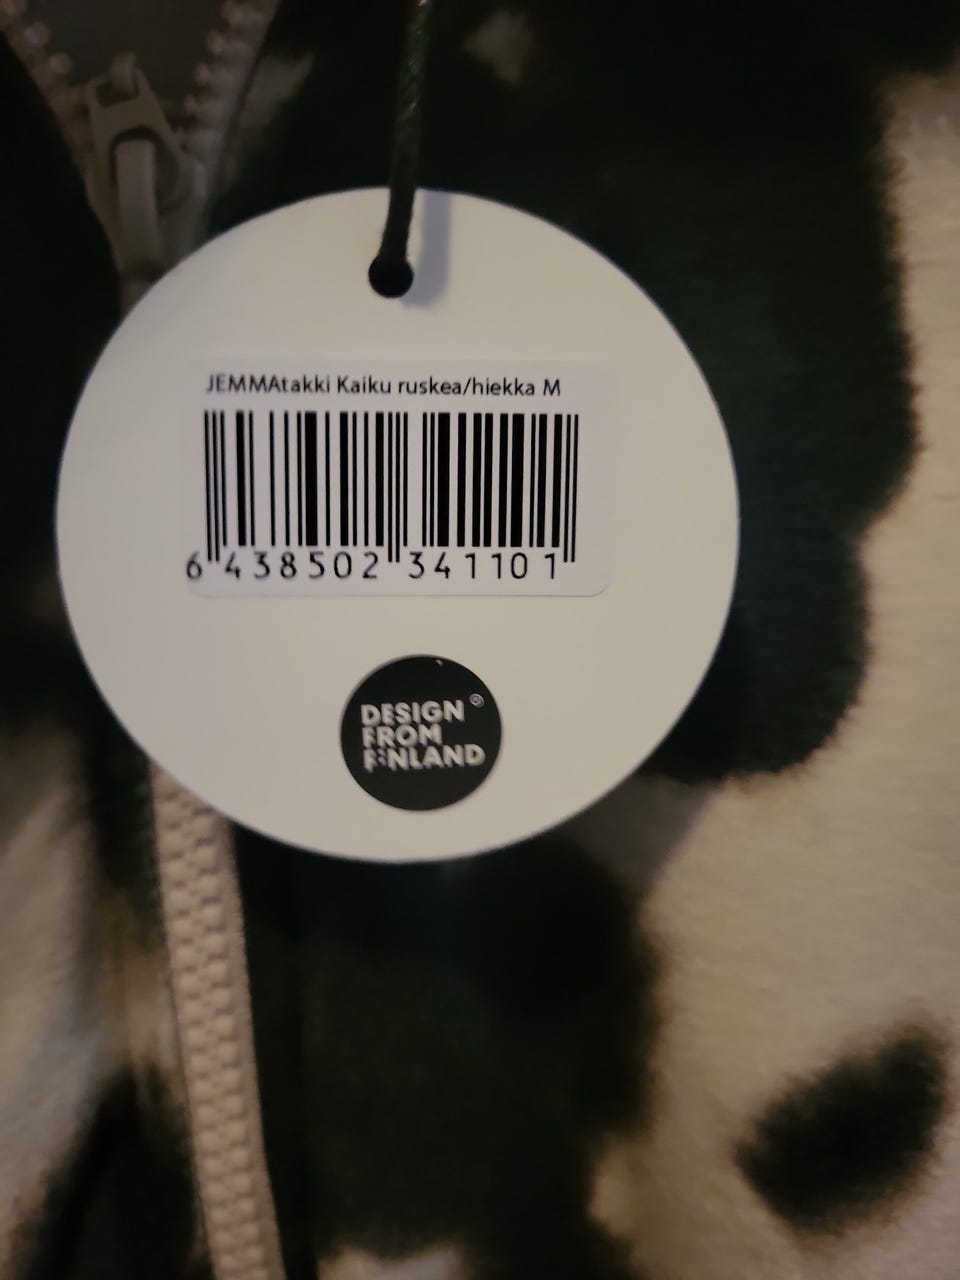 JEMMAtakki Kaiku ruskea/hiekka M
6 438502 341101
DESIGN
FROM
FINLAND